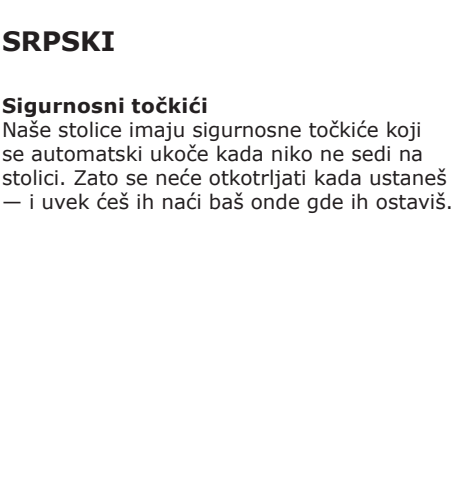 SRPSKI
Sigurnosni točkići
Naše stolice imaju sigurnosne točkiće koji
se automatski ukoče kada niko ne sedi na
stolici. Zato se neće otkotrljati kada ustaneš
— i uvek ćeš ih naći baš onde gde ih ostaviš.